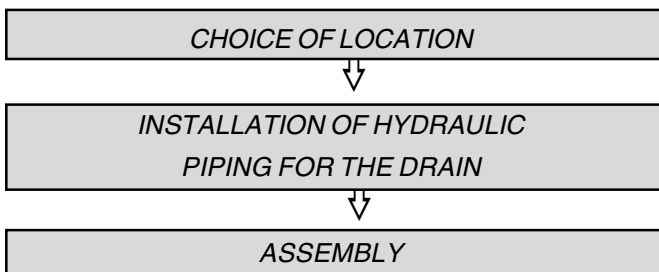 CHOICE OF LOCATION
INSTALLATION OF HYDRAULIC
PIPING FOR THE DRAIN
ASSEMBLY